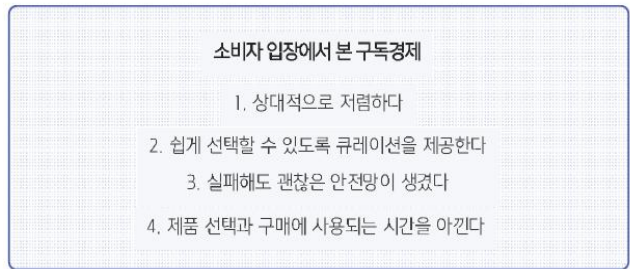 소비자 입장에서 본 구독경제
1. 상대적으로 저렴하다
2. 쉽게 선택할 수 있도록 큐레이션을 제공한다
3. 실패해도 괜찮은 안전망이 생겼다
4. 제품 선택과 구매에 사용되는 시간을 아낀다